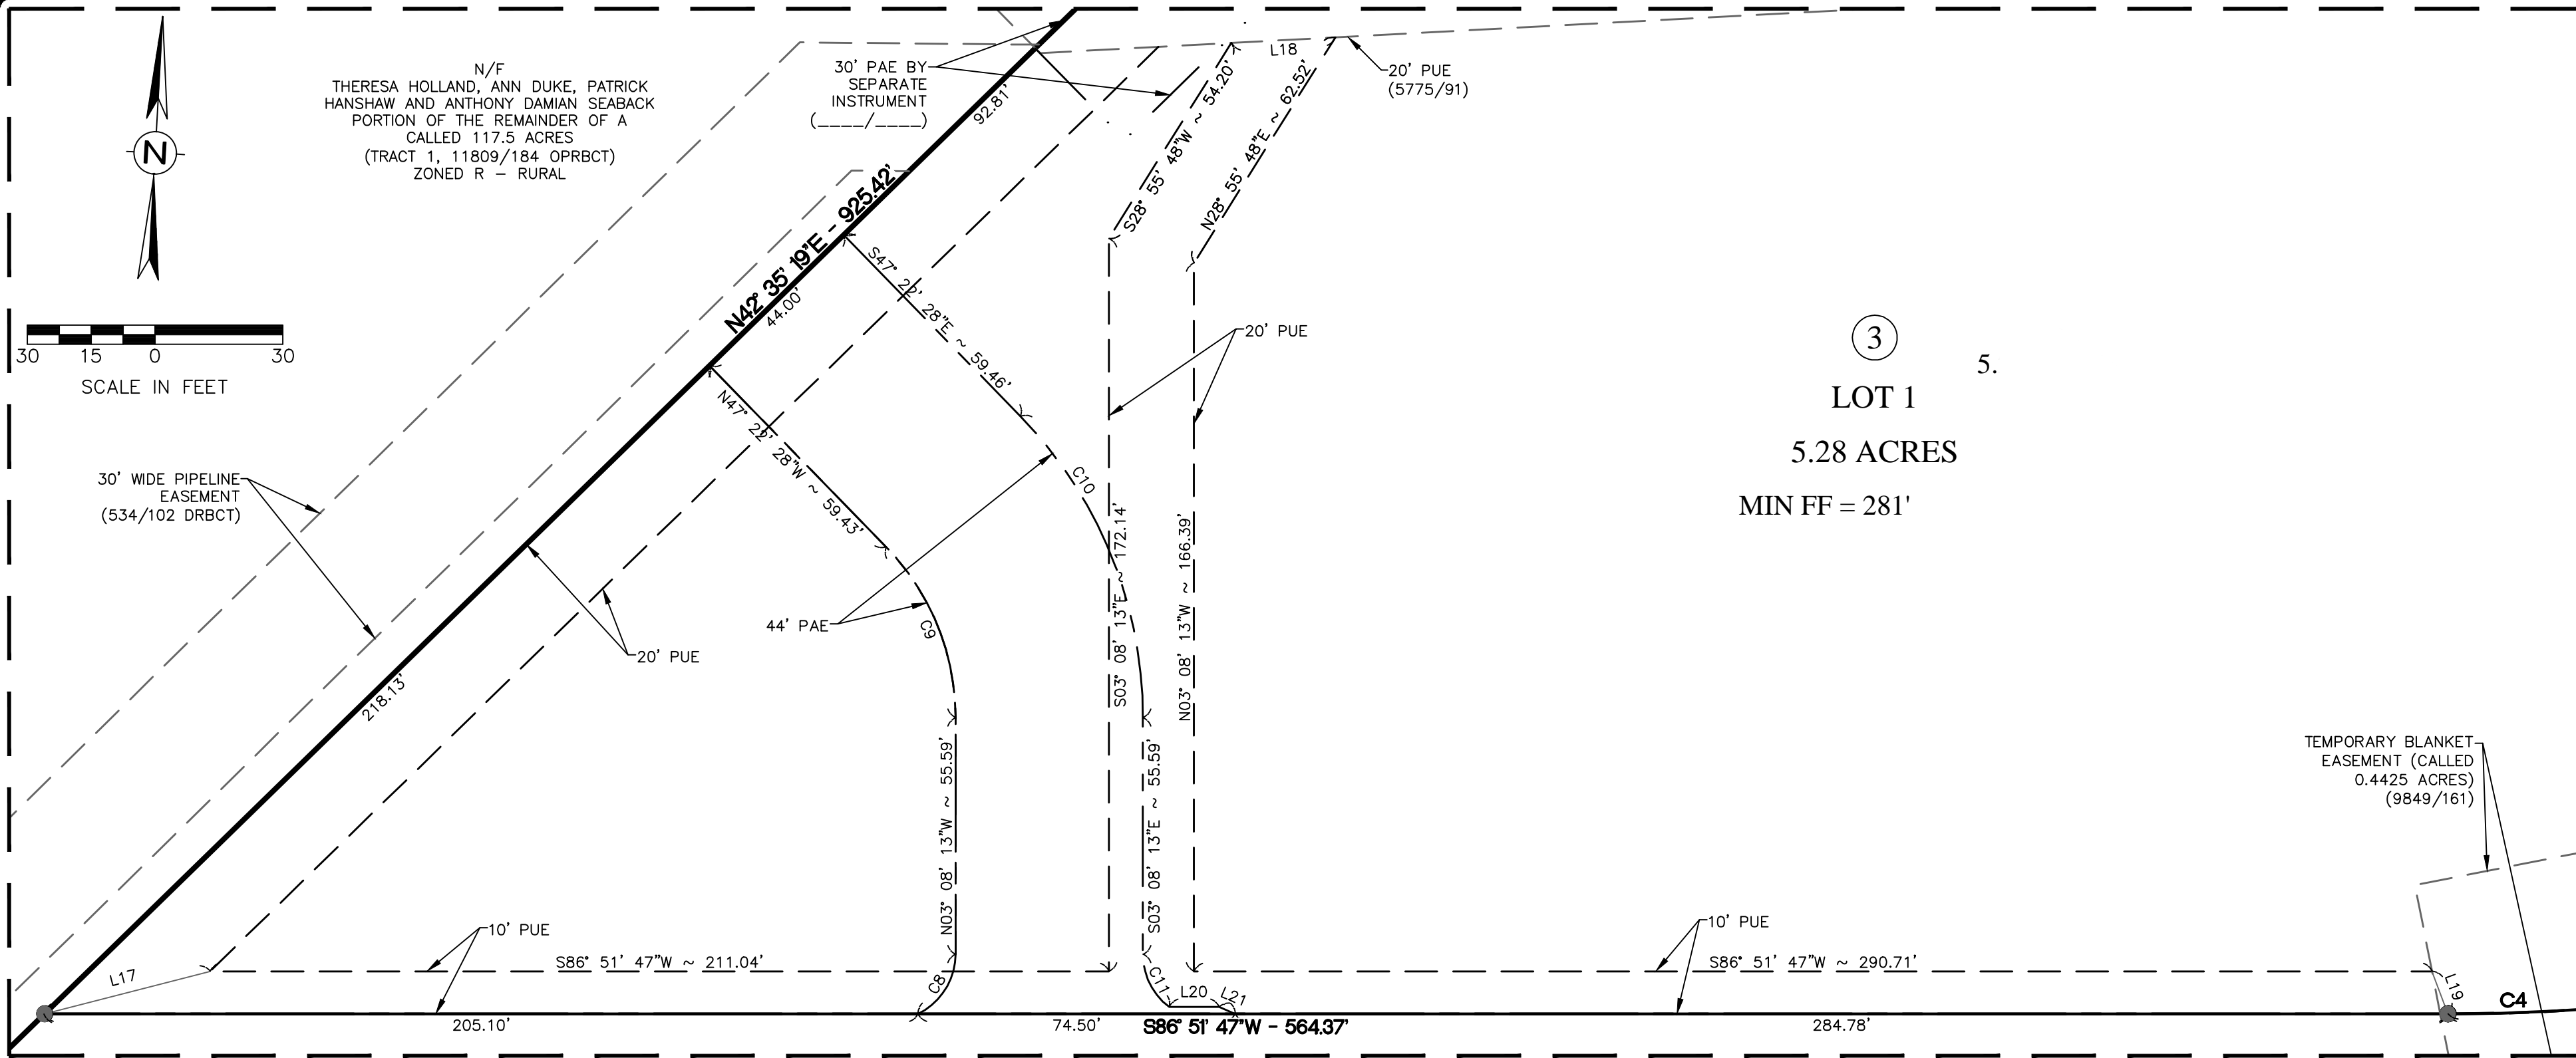 N/F
THERESA HOLLAND, ANN DUKE, PATRICK
HANSHAW AND ANTHONY DAMIAN SEABACK
PORTION OF THE REMAINDER OF A
CALLED 117.5 ACRES
(TRACT 1, 11809/184 OPRBCT)
ZONED R – RURAL
N
30 15 0 30
SCALE IN FEET
30' PAE BY
SEPARATE
INSTRUMENT
(____/____)
92.81'
L18
20' PUE
(5775/91)
S28° 55' 48"W ~ 54.20'
N28° 55' 48"E ~ 62.52'
N42° 35' 19"E - 925.42'
44.00'
S47° 22' 28"E ~ 59.46'
N47° 22' 28"W ~ 59.43'
20' PUE
3
5.
LOT 1
5.28 ACRES
MIN FF = 281'
30' WIDE PIPELINE
EASEMENT
(534/102 DRBCT)
C10
S03° 08' 13"E ~ 172.14'
N03° 08' 13"W ~ 166.39'
44' PAE
C9
20' PUE
218.13'
N03° 08' 13"W ~ 55.59'
S03° 08' 13"E ~ 55.59'
TEMPORARY BLANKET
EASEMENT (CALLED
0.4425 ACRES)
(9849/161)
10' PUE
10' PUE
S86° 51' 47"W ~ 211.04'
S86° 51' 47"W ~ 290.71'
L17
C8
C11
L20
L21
L19
C4
205.10'
74.50'
S86° 51' 47"W - 564.37'
284.78'